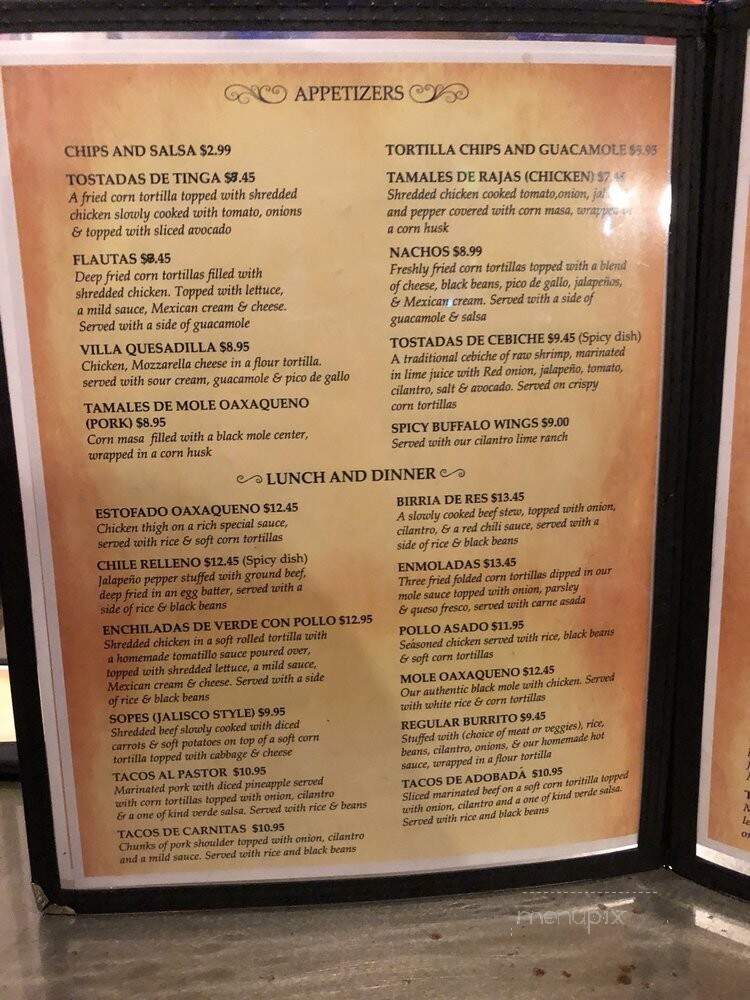 APPETIZERS
CHIPS AND SALSA $2.99
TOSTADAS DE TINGA $8.45
A fried corn tortilla topped with shredded
chicken slowly cooked with tomato, onions
& topped with sliced avocado
FLAUTAS $8.45
Deep fried corn tortillas filled with
shredded chicken. Topped with lettuce,
a mild sauce, Mexican cream & cheese.
Served with a side of guacamole
VILLA QUESADILLA $8.95
Chicken, Mozzarella cheese in a flour tortilla.
served with sour cream, guacamole & pico de gallo
TAMALES DE MOLE OAXAQUENO
(PORK) $8.95
Corn masa filled with a black mole center,
wrapped in a corn husk
TORTILLA CHIPS AND GUACAMOLE
TAMALES DE RAJAS (CHICKEN)
Shredded chicken cooked tomato,onion,
and pepper covered with corn masa, wrapped in
a corn husk
NACHOS $8.99
Freshly fried corn tortillas topped with a blend
of cheese, black beans, pico de gallo, jalapeños,
& Mexican cream. Served with a side of
guacamole & salsa
TOSTADAS DE CEBICHE $9.45 (Spicy dish)
A traditional cebiche of raw shrimp, marinated
in lime juice with Red onion, jalapeño, tomato,
cilantro, salt & avocado. Served on crispy
corn tortillas
SPICY BUFFALO WINGS $9.00
Served with our cilantro lime ranch
LUNCH AND DINNER
ESTOFADO OAXAQUENO $12.45
Chicken thigh on a rich special sauce,
served with rice & soft corn tortillas
CHILE RELLENO $12.45 (Spicy dish)
Jalapeño pepper stuffed with ground beef,
deep fried in an egg batter, served with a
side of rice & black beans
ENCHILADAS DE VERDE CON POLLO $12.95
Shredded chicken in a soft rolled tortilla with
a homemade tomatillo sauce poured over,
topped with shredded lettuce, a mild sauce,
Mexican cream & cheese. Served with a side
of rice & black beans
SOPES (JALISCO STYLE) $9.95
Shredded beef slowly cooked with diced
carrots & soft potatoes on top of a soft corn
tortilla topped with cabbage & cheese
TACOS AL PASTOR $10.95
Marinated pork with diced pineapple served
with corn tortillas topped with onion, cilantro
& a one of kind verde salsa. Served with rice & beans
TACOS DE CARNITAS $10.95
Chunks of pork shoulder topped with onion, cilantro
and a mild sauce. Served with rice and black beans
BIRRIA DE RES $13.45
A slowly cooked beef stew, topped with onion,
cilantro, & a red chili sauce, served with a
side of rice & black beans
ENMOLADAS $13.45
Three fried folded corn tortillas dipped in our
mole sauce topped with onion, parsley
& queso fresco, served with carne asada
POLLO ASADO $11.95
Seasoned chicken served with rice, black beans
& soft corn tortillas
MOLE OAXAQUENO $12.45
Our authentic black mole with chicken. Served
with white rice & corn tortillas
REGULAR BURRITO $9.45
Stuffed with (choice of meat or veggies), rice,
beans, cilantro, onions, & our homemade hot
sauce, wrapped in a flour tortilla
TACOS DE ADOBADA $10.95
Sliced marinated beef on a soft corn toritilla topped
with onion, cilantro and a one of kind verde salsa.
Served with rice and black beans
menupix